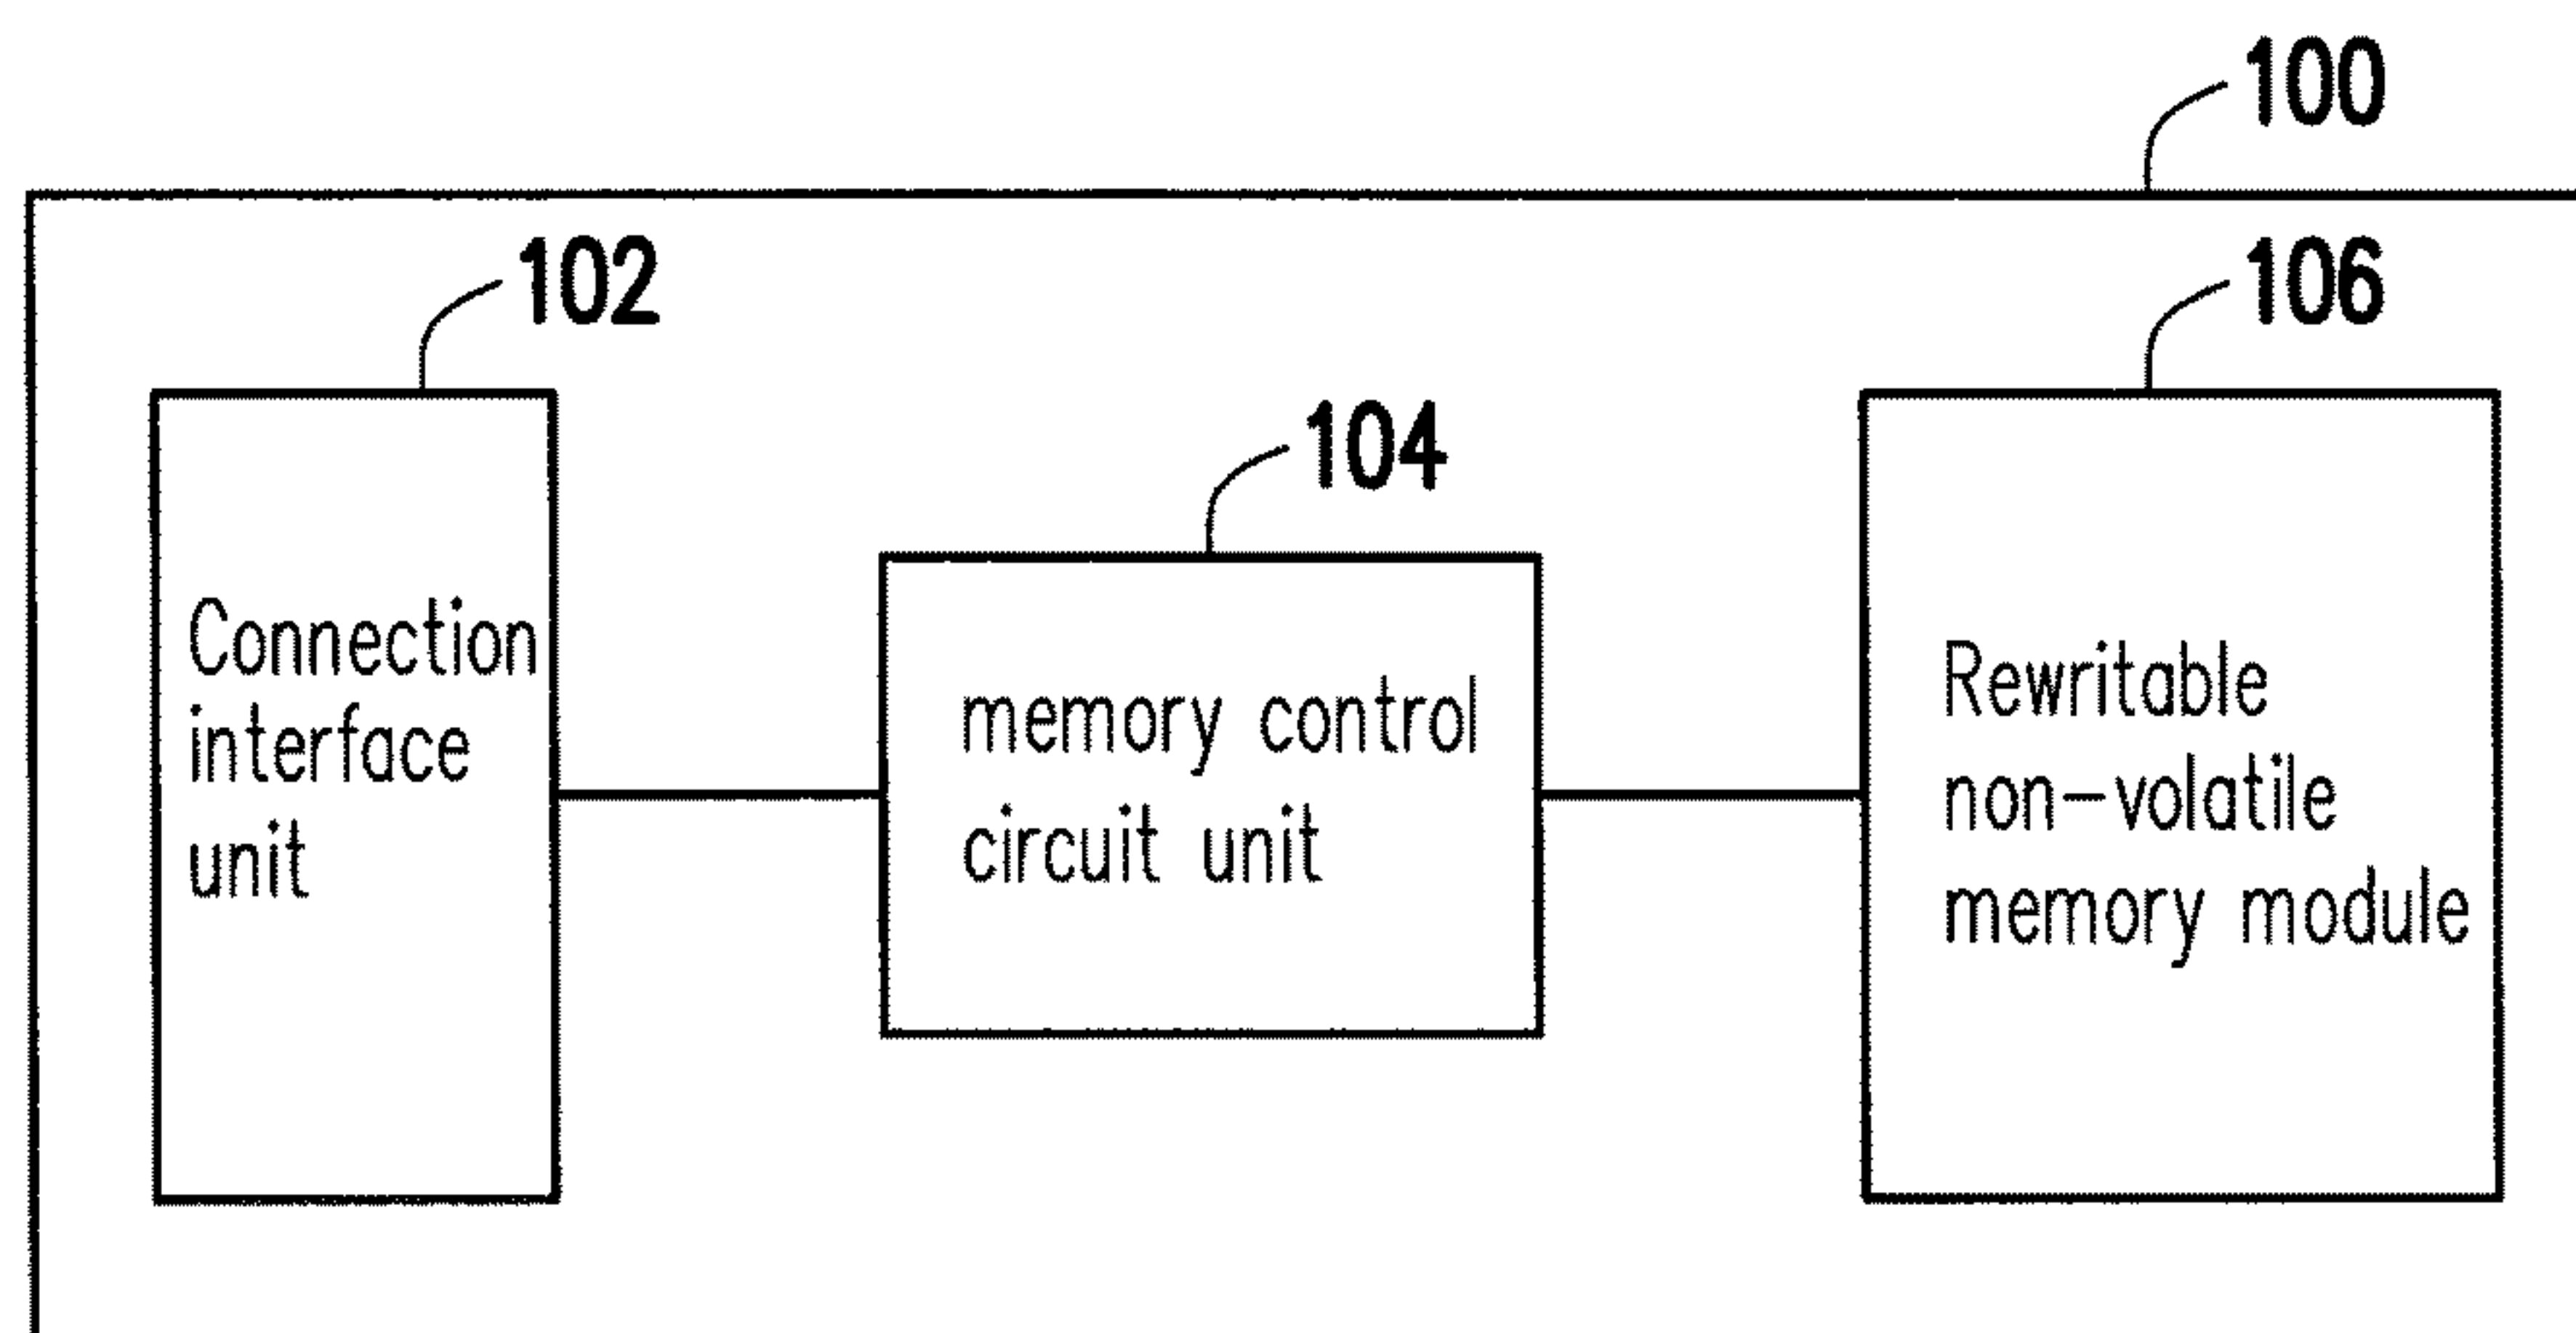 100
102
106
104
Connection
interface
unit
memory control
circuit unit
Rewritable
non-volatile
memory module